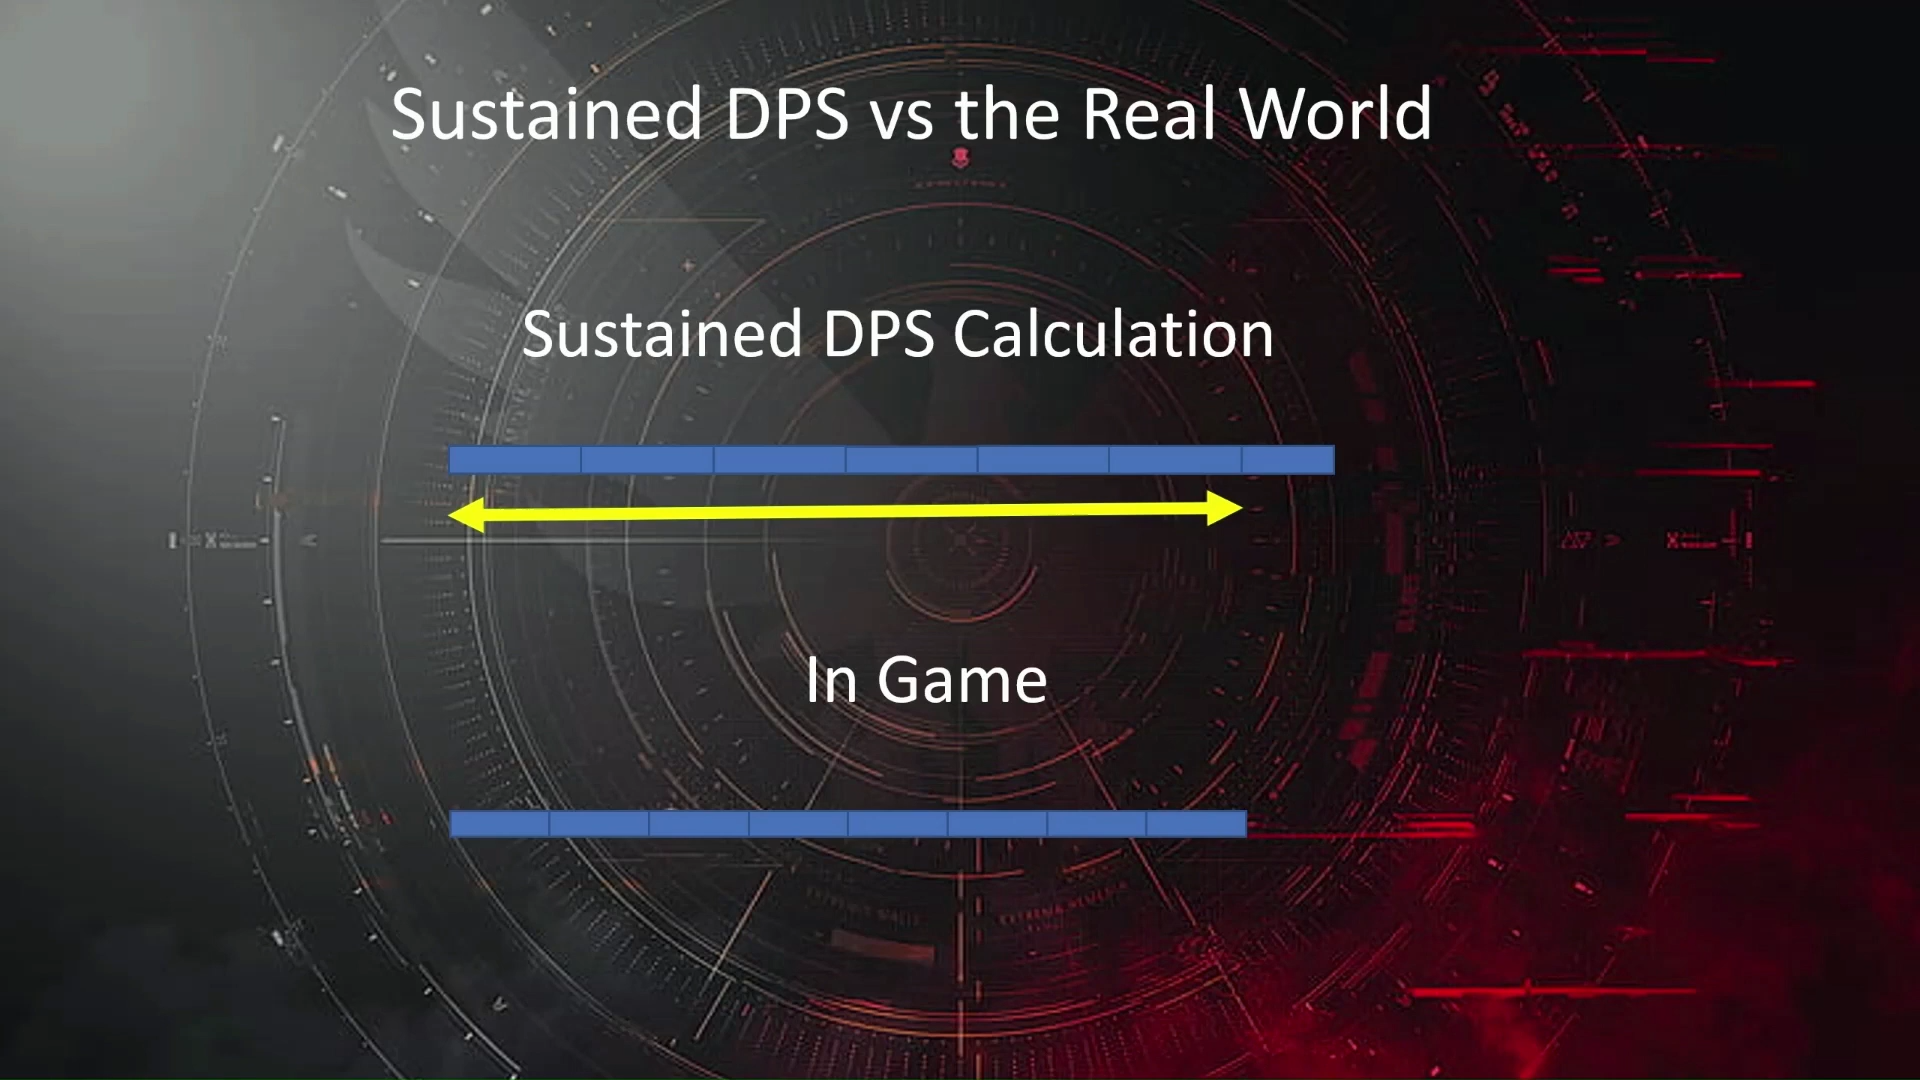 Sustained DPS vs the Real World
Sustained DPS Calculation
In Game